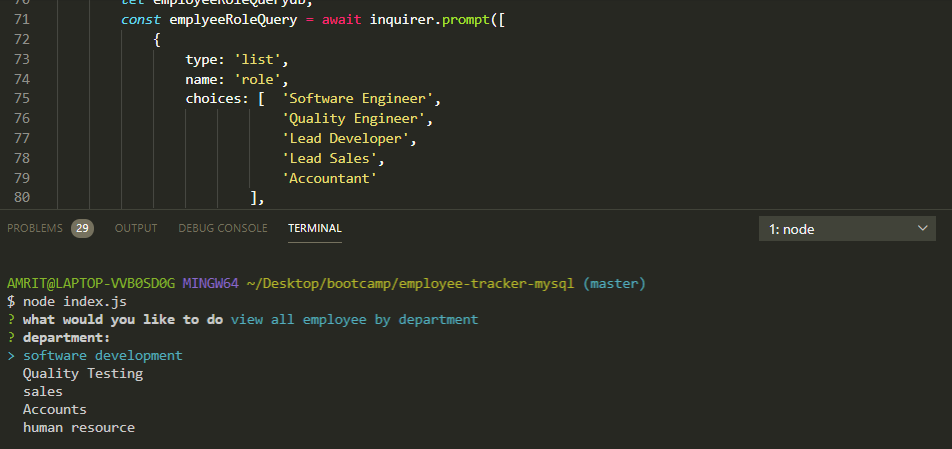 70 let employeeRoleQuerydb;
71 const emplyeeRoleQuery = await inquirer.prompt([
72 {
73 type: 'list',
74 name: 'role',
75 choices: [ 'Software Engineer',
76 'Quality Engineer',
77 'Lead Developer',
78 'Lead Sales',
79 'Accountant'
80 ],
PROBLEMS 29 OUTPUT DEBUG CONSOLE TERMINAL 1: node
AMRIT@LAPTOP-VVB0SD0G MINGW64 ~/Desktop/bootcamp/employee-tracker-mysql (master)
$ node index.js
? what would you like to do view all employee by department
? department:
> software development
Quality Testing
sales
Accounts
human resource